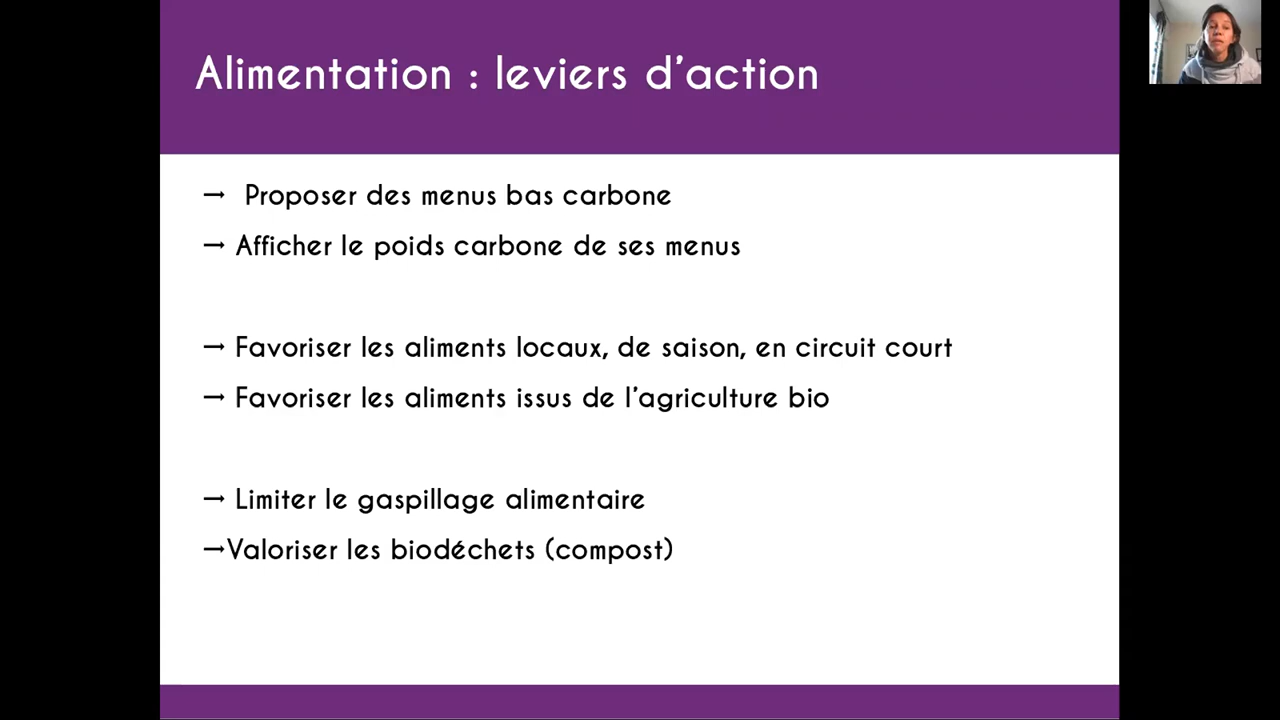 Alimentation : leviers d'action
→ Proposer des menus bas carbone
→ Afficher le poids carbone de ses menus
→ Favoriser les aliments locaux, de saison, en circuit court
→ Favoriser les aliments issus de l'agriculture bio
→ Limiter le gaspillage alimentaire
→Valoriser les biodéchets (compost)